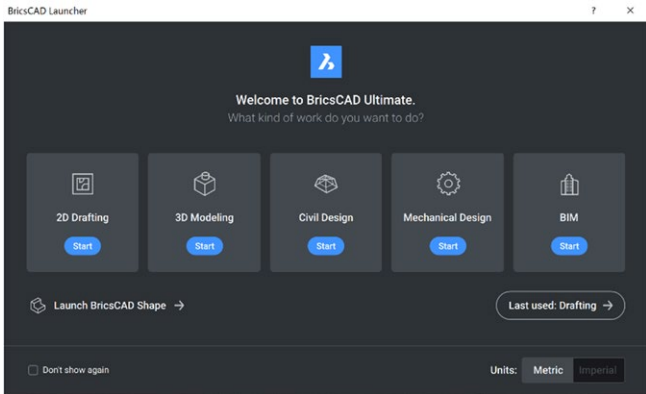 BricsCAD Launcher ? ×
Welcome to BricsCAD Ultimate.
What kind of work do you want to do?
2D Drafting 3D Modeling Civil Design Mechanical Design BIM
Start Start Start Start Start
Launch BricsCAD Shape → Last used: Drafting →
Don't show again Units: Metric Imperial